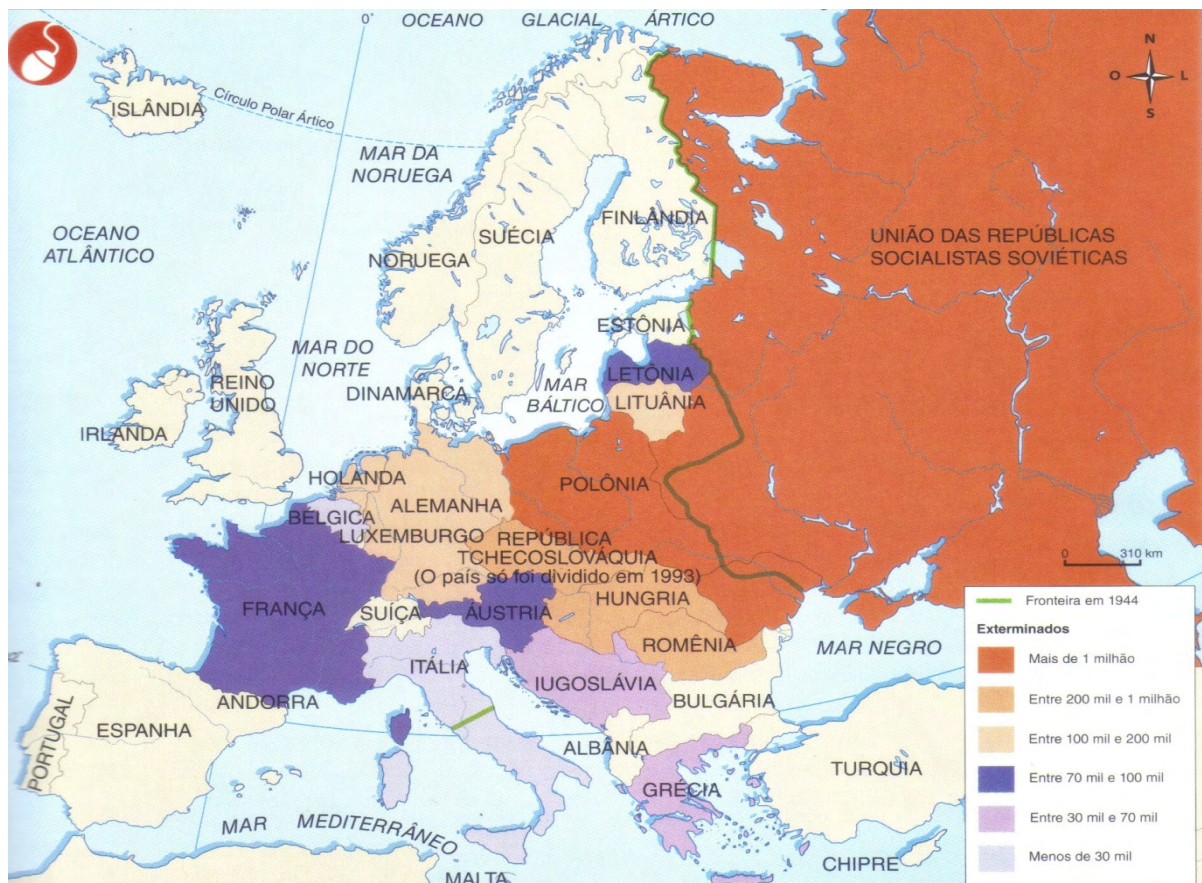 0°
OCEANO GLACIAL ÁRTICO
N
O L
S
ISLÂNDIA
Círculo Polar Ártico
MAR DA
NORUEGA
FINLÂNDIA
SUÉCIA
NORUEGA
OCEANO
ATLÂNTICO
UNIÃO DAS REPÚBLICAS
SOCIALISTAS SOVIÉTICAS
ESTÔNIA
MAR DO
NORTE
LETÔNIA
MAR
BÁLTICO
LITUÂNIA
DINAMARCA
REINO
UNIDO
IRLANDA
HOLANDA
POLÔNIA
ALEMANHA
BÉLGICA
LUXEMBURGO
REPÚBLICA
TCHECOSLOVÁQUIA
(O país só foi dividido em 1993)
0 310 km
HUNGRIA
FRANÇA
SUÍÇA
ÁUSTRIA
ROMÊNIA
MAR NEGRO
ITÁLIA
IUGOSLÁVIA
ANDORRA
BULGÁRIA
PORTUGAL
ESPANHA
ALBÂNIA
TURQUIA
GRÉCIA
MAR MEDITERRÂNEO
CHIPRE
MALTA
Fronteira em 1944
Exterminados
Mais de 1 milhão
Entre 200 mil e 1 milhão
Entre 100 mil e 200 mil
Entre 70 mil e 100 mil
Entre 30 mil e 70 mil
Menos de 30 mil